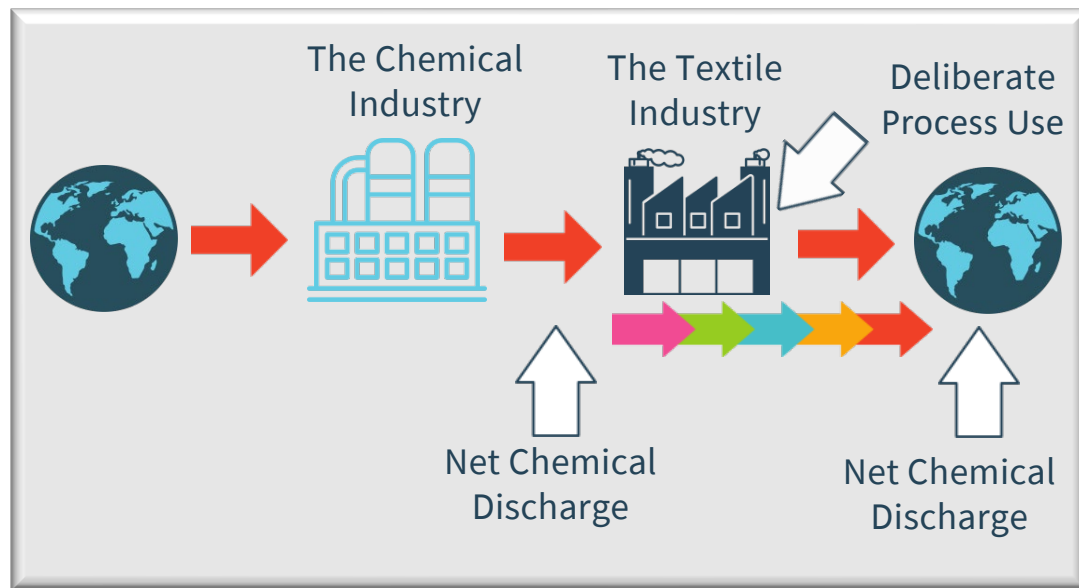 The Chemical
Industry
The Textile
Industry
Deliberate
Process Use
Net Chemical
Discharge
Net Chemical
Discharge